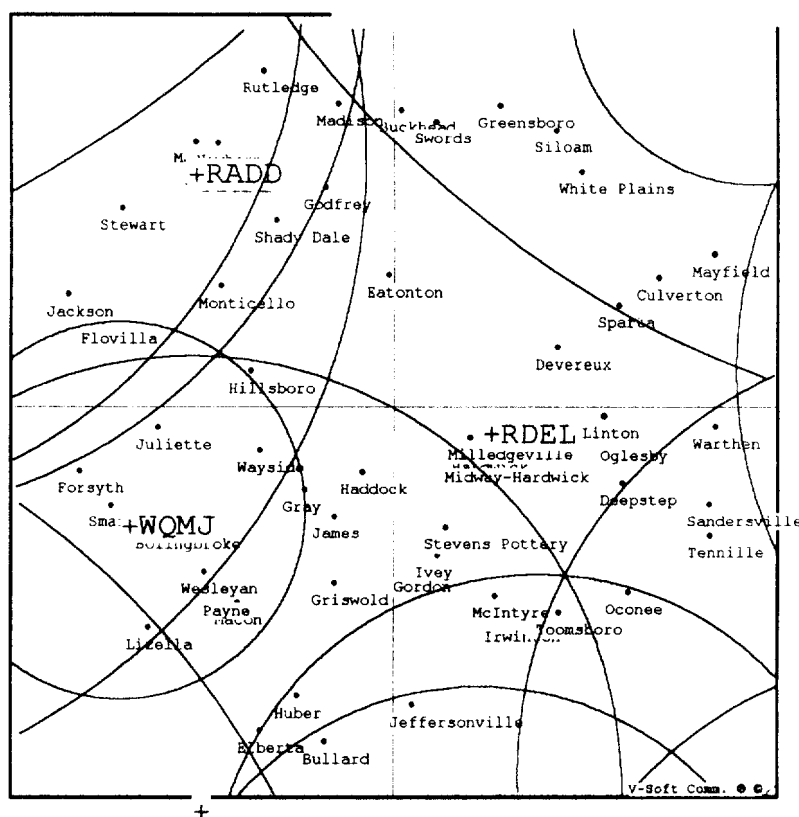 Rutledge
Madison
Buckhead
Swords
Greensboro
Siloam
+RADD
White Plains
Godfrey
Stewart
Shady Dale
Mayfield
Culverton
Eatonton
Monticello
Jackson
Sparta
Flovilla
Devereux
Hillsboro
+RDEL
Linton
Juliette
Warthen
Milledgeville
Oglesby
Wayside
Midway-Hardwick
Forsyth
Haddock
Deepstep
Gray
Sma
+WQMJ
James
Sandersville
Bolingbroke
Stevens Pottery
Tennille
Ivey
Wesleyan
Gordon
Griswold
Payne
Macon
McIntyre
Oconee
Toomsboro
Lizella
Huber
Jeffersonville
Elberta
Bullard
V-Soft Comm. ® ©
+